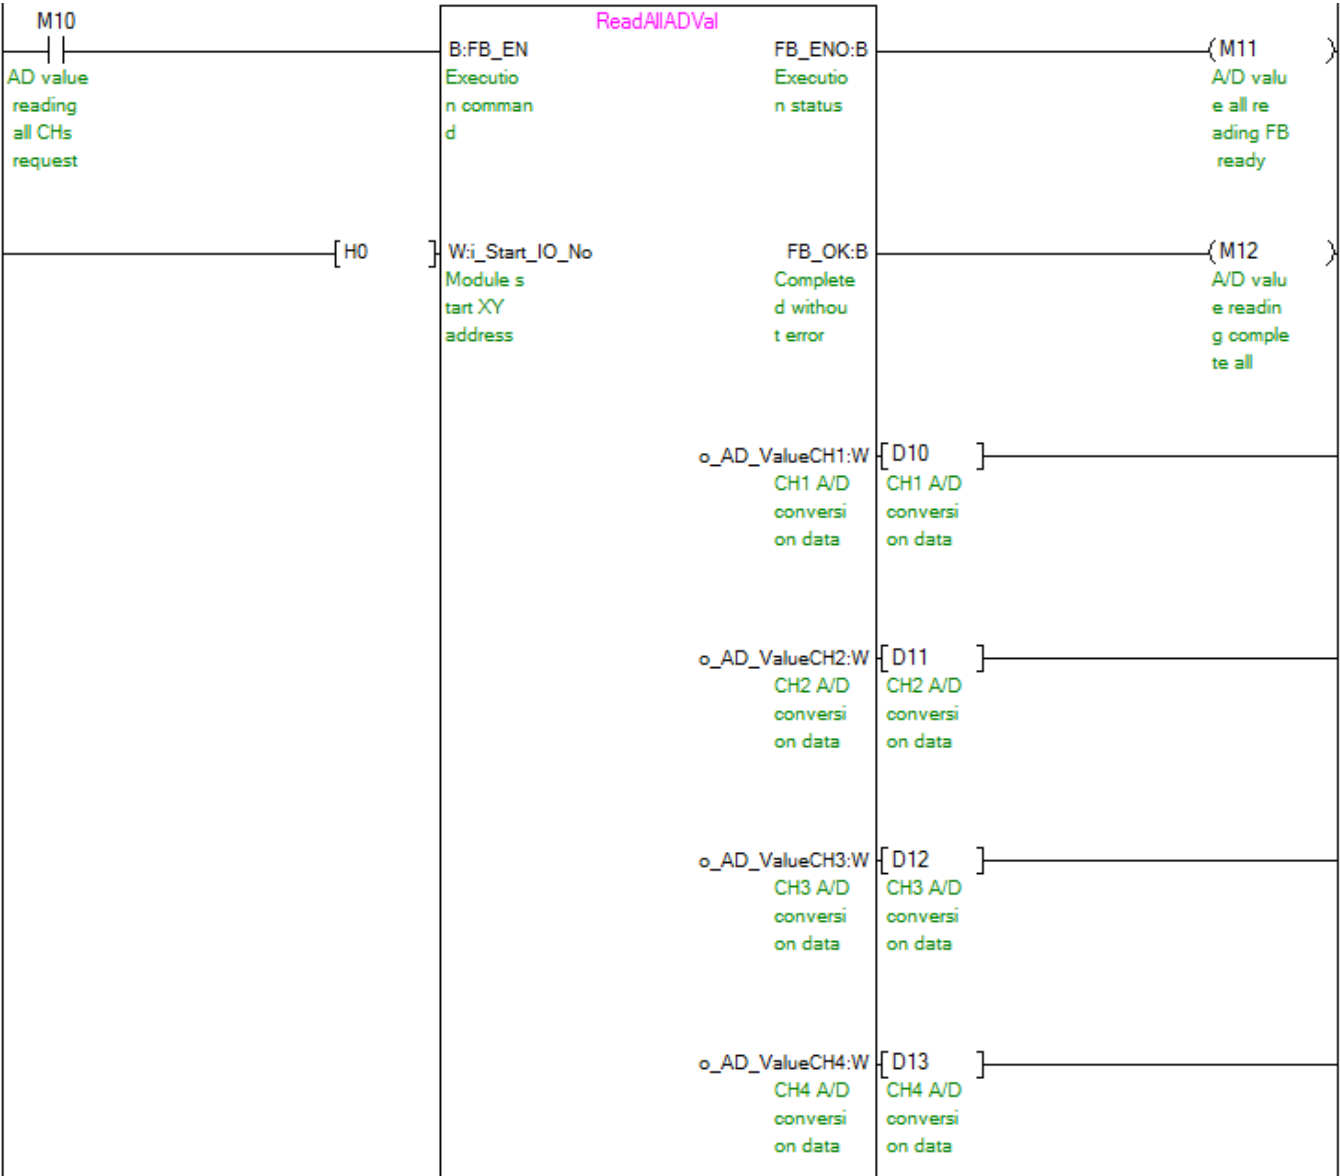 M10
ReadAllADVal
B:FB_EN
FB_ENO:B
M11
AD value
reading
all CHs
request
Executio
n comman
d
Executio
n status
A/D valu
e all re
ading FB
ready
H0
W:i_Start_IO_No
FB_OK:B
M12
Module s
tart XY
address
Complete
d withou
t error
A/D valu
e readin
g comple
te all
o_AD_ValueCH1:W
D10
CH1 A/D
conversi
on data
CH1 A/D
conversi
on data
o_AD_ValueCH2:W
D11
CH2 A/D
conversi
on data
CH2 A/D
conversi
on data
o_AD_ValueCH3:W
D12
CH3 A/D
conversi
on data
CH3 A/D
conversi
on data
o_AD_ValueCH4:W
D13
CH4 A/D
conversi
on data
CH4 A/D
conversi
on data